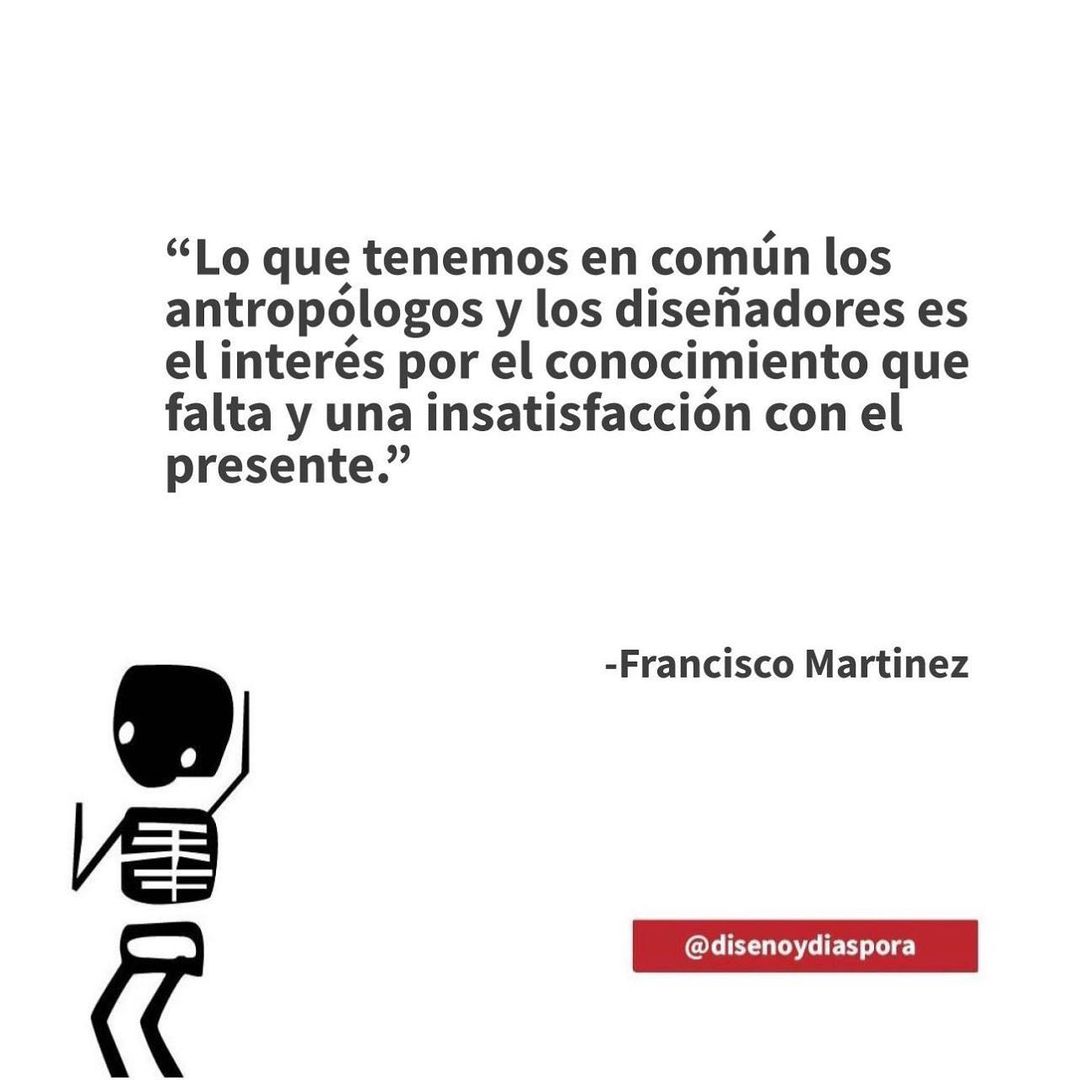 “Lo que tenemos en común los
antropólogos y los diseñadores es
el interés por el conocimiento que
falta y una insatisfacción con el
presente.”
-Francisco Martinez
@disenoydiaspora